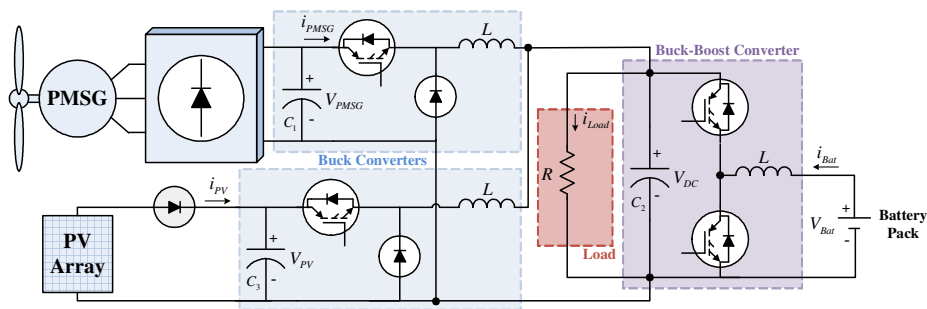 i_PMSG
L
Buck-Boost Converter
PMSG
+
V_PMSG
C_1
-
i_Load
R
+
V_DC
C_2
-
L
i_Bat
Buck Converters
i_PV
L
+
V_Bat
-
Battery
Pack
PV
Array
+
V_PV
C_3
-
Load